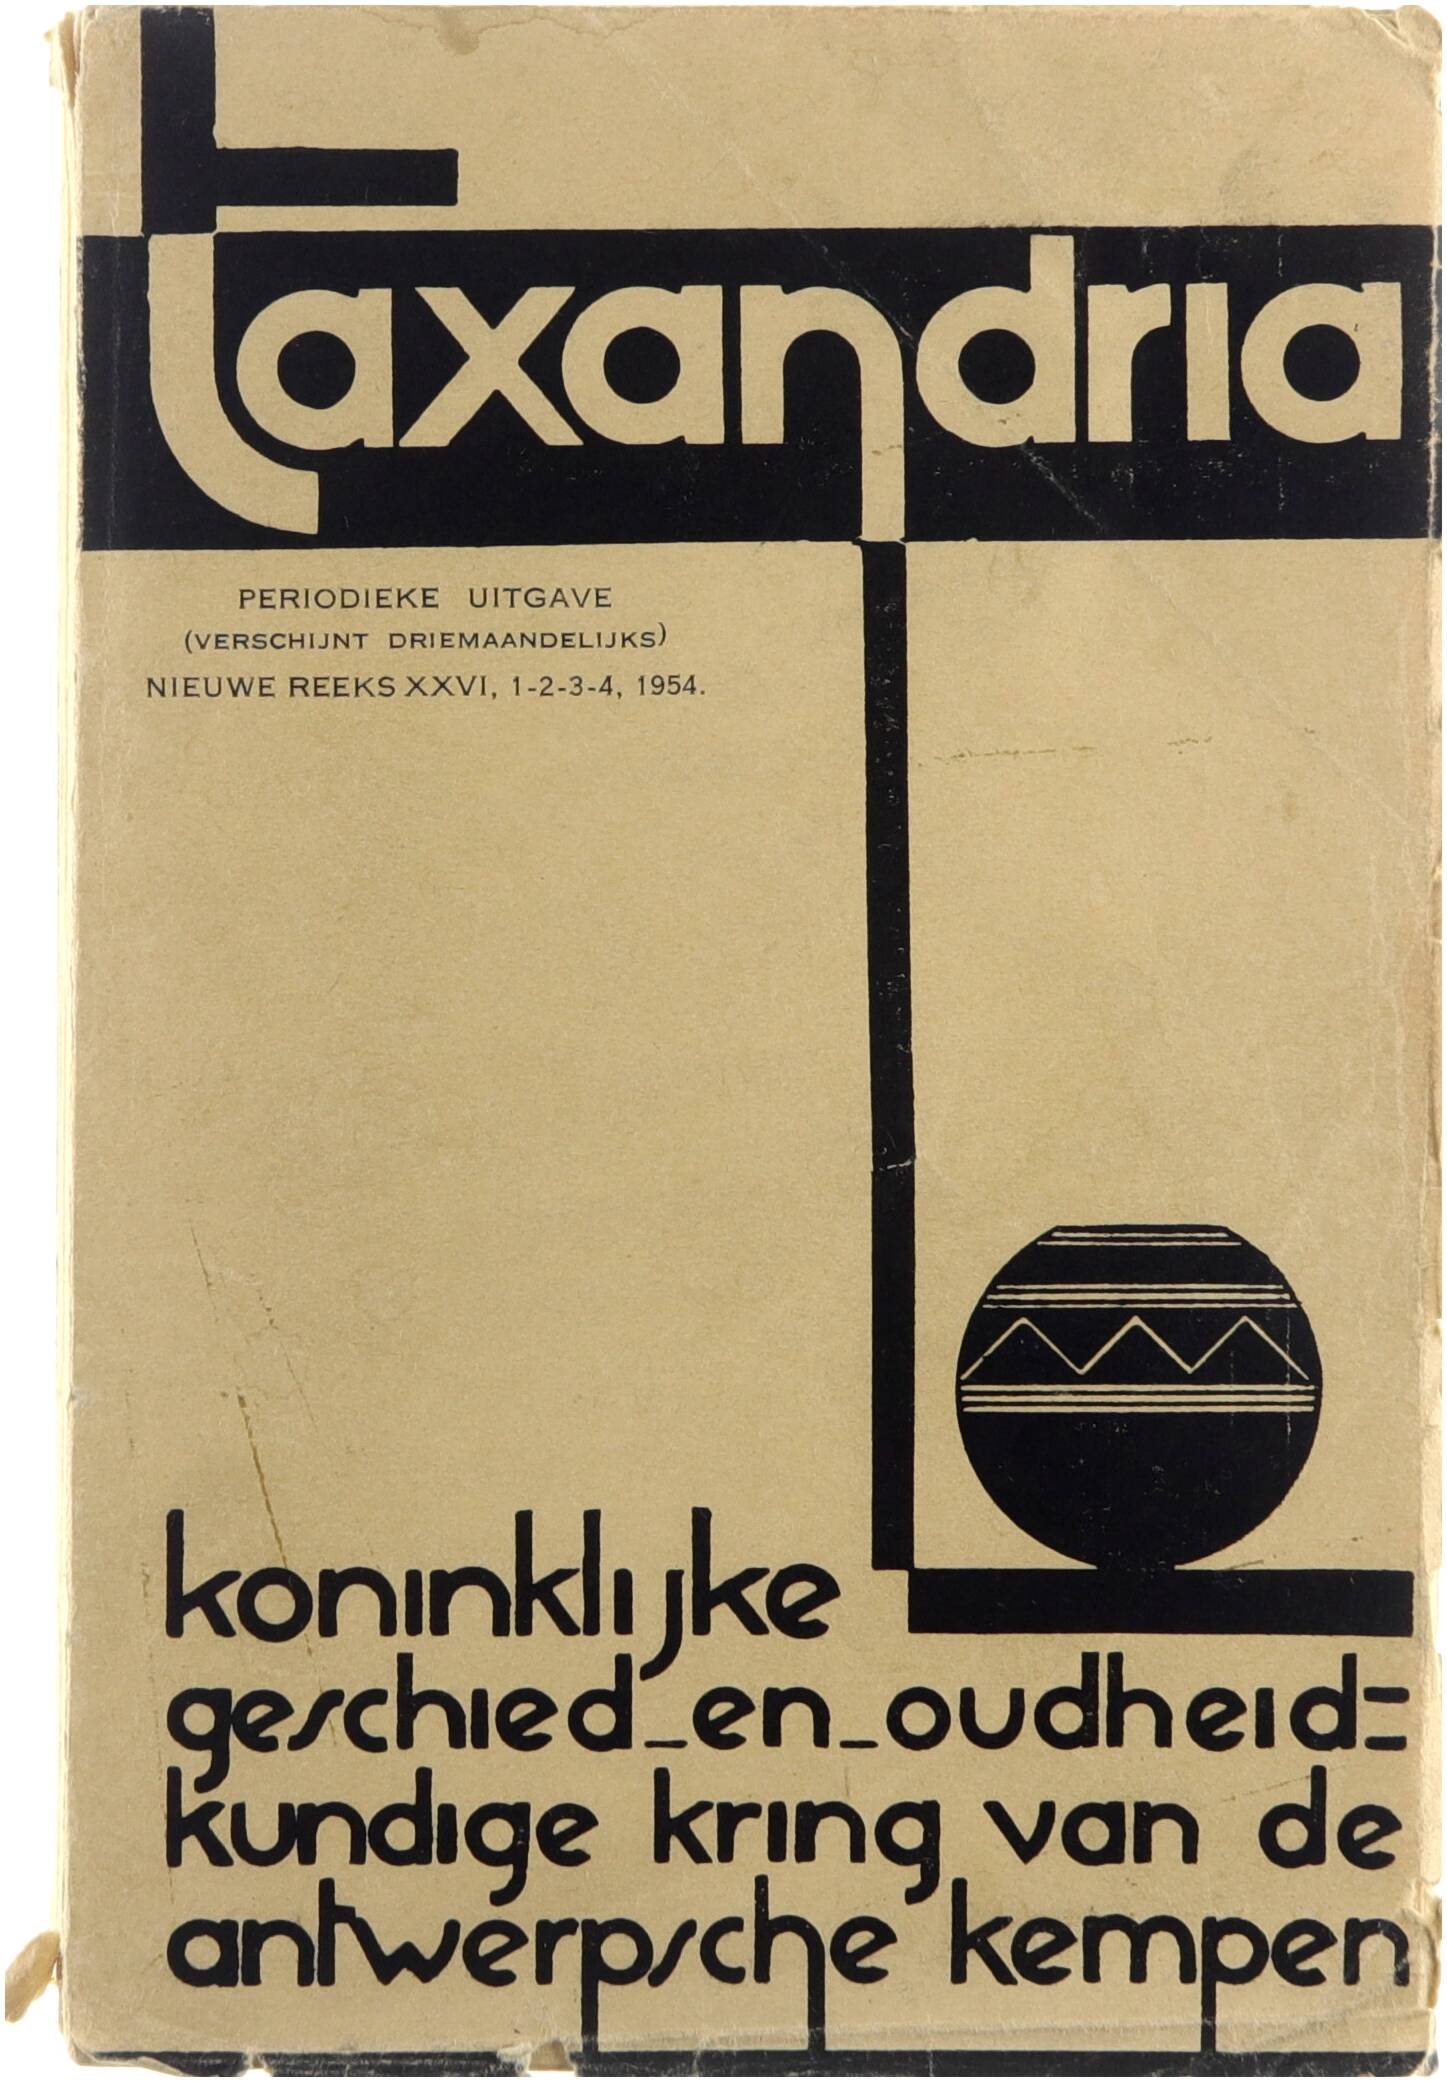 taxandria
PERIODIEKE UITGAVE
(VERSCHIJNT DRIEMAANDELIJKS)
NIEUWE REEKS XXVI, 1-2-3-4, 1954.
koninklijke
geschied_en_oudheid=
kundige kring van de
antwerpsche kempen